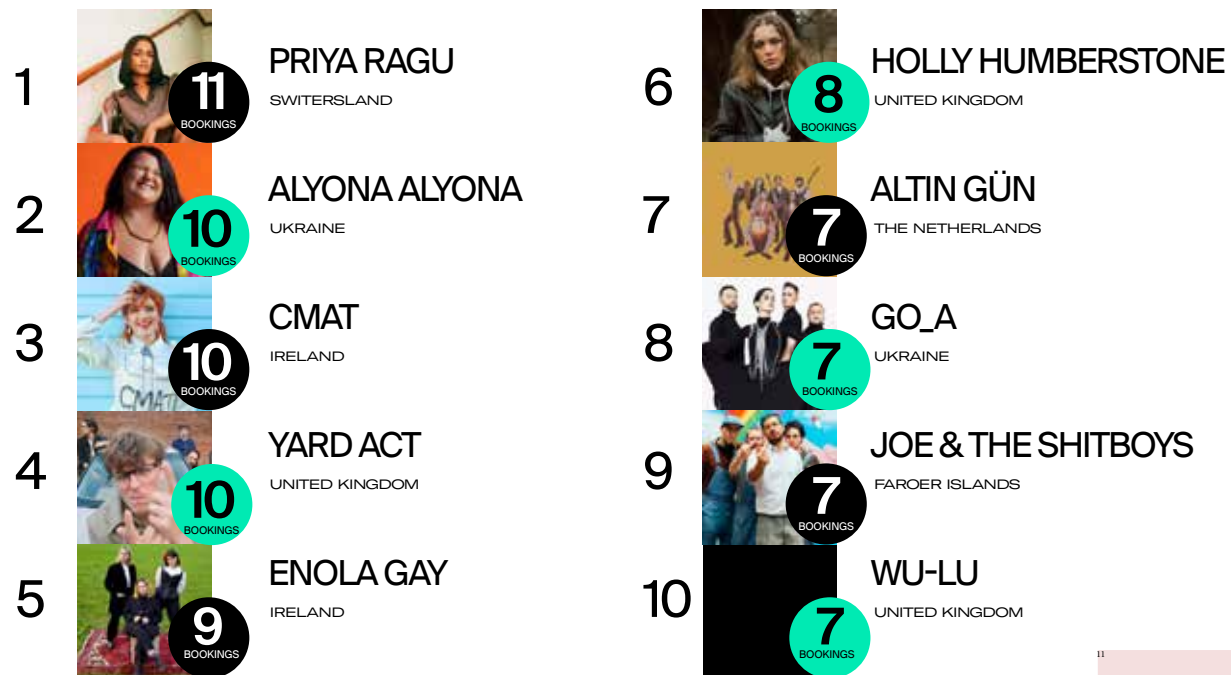 1
11
BOOKINGS
PRIYA RAGU
SWITERSLAND
2
10
BOOKINGS
ALYONA ALYONA
UKRAINE
3
10
BOOKINGS
CMAT
CMAT
IRELAND
4
10
BOOKINGS
YARD ACT
UNITED KINGDOM
5
9
BOOKINGS
ENOLA GAY
IRELAND
6
8
BOOKINGS
HOLLY HUMBERSTONE
UNITED KINGDOM
7
7
BOOKINGS
ALTIN GÜN
THE NETHERLANDS
8
7
BOOKINGS
GO_A
UKRAINE
9
7
BOOKINGS
JOE & THE SHITBOYS
FAROER ISLANDS
10
7
BOOKINGS
WU-LU
UNITED KINGDOM
11